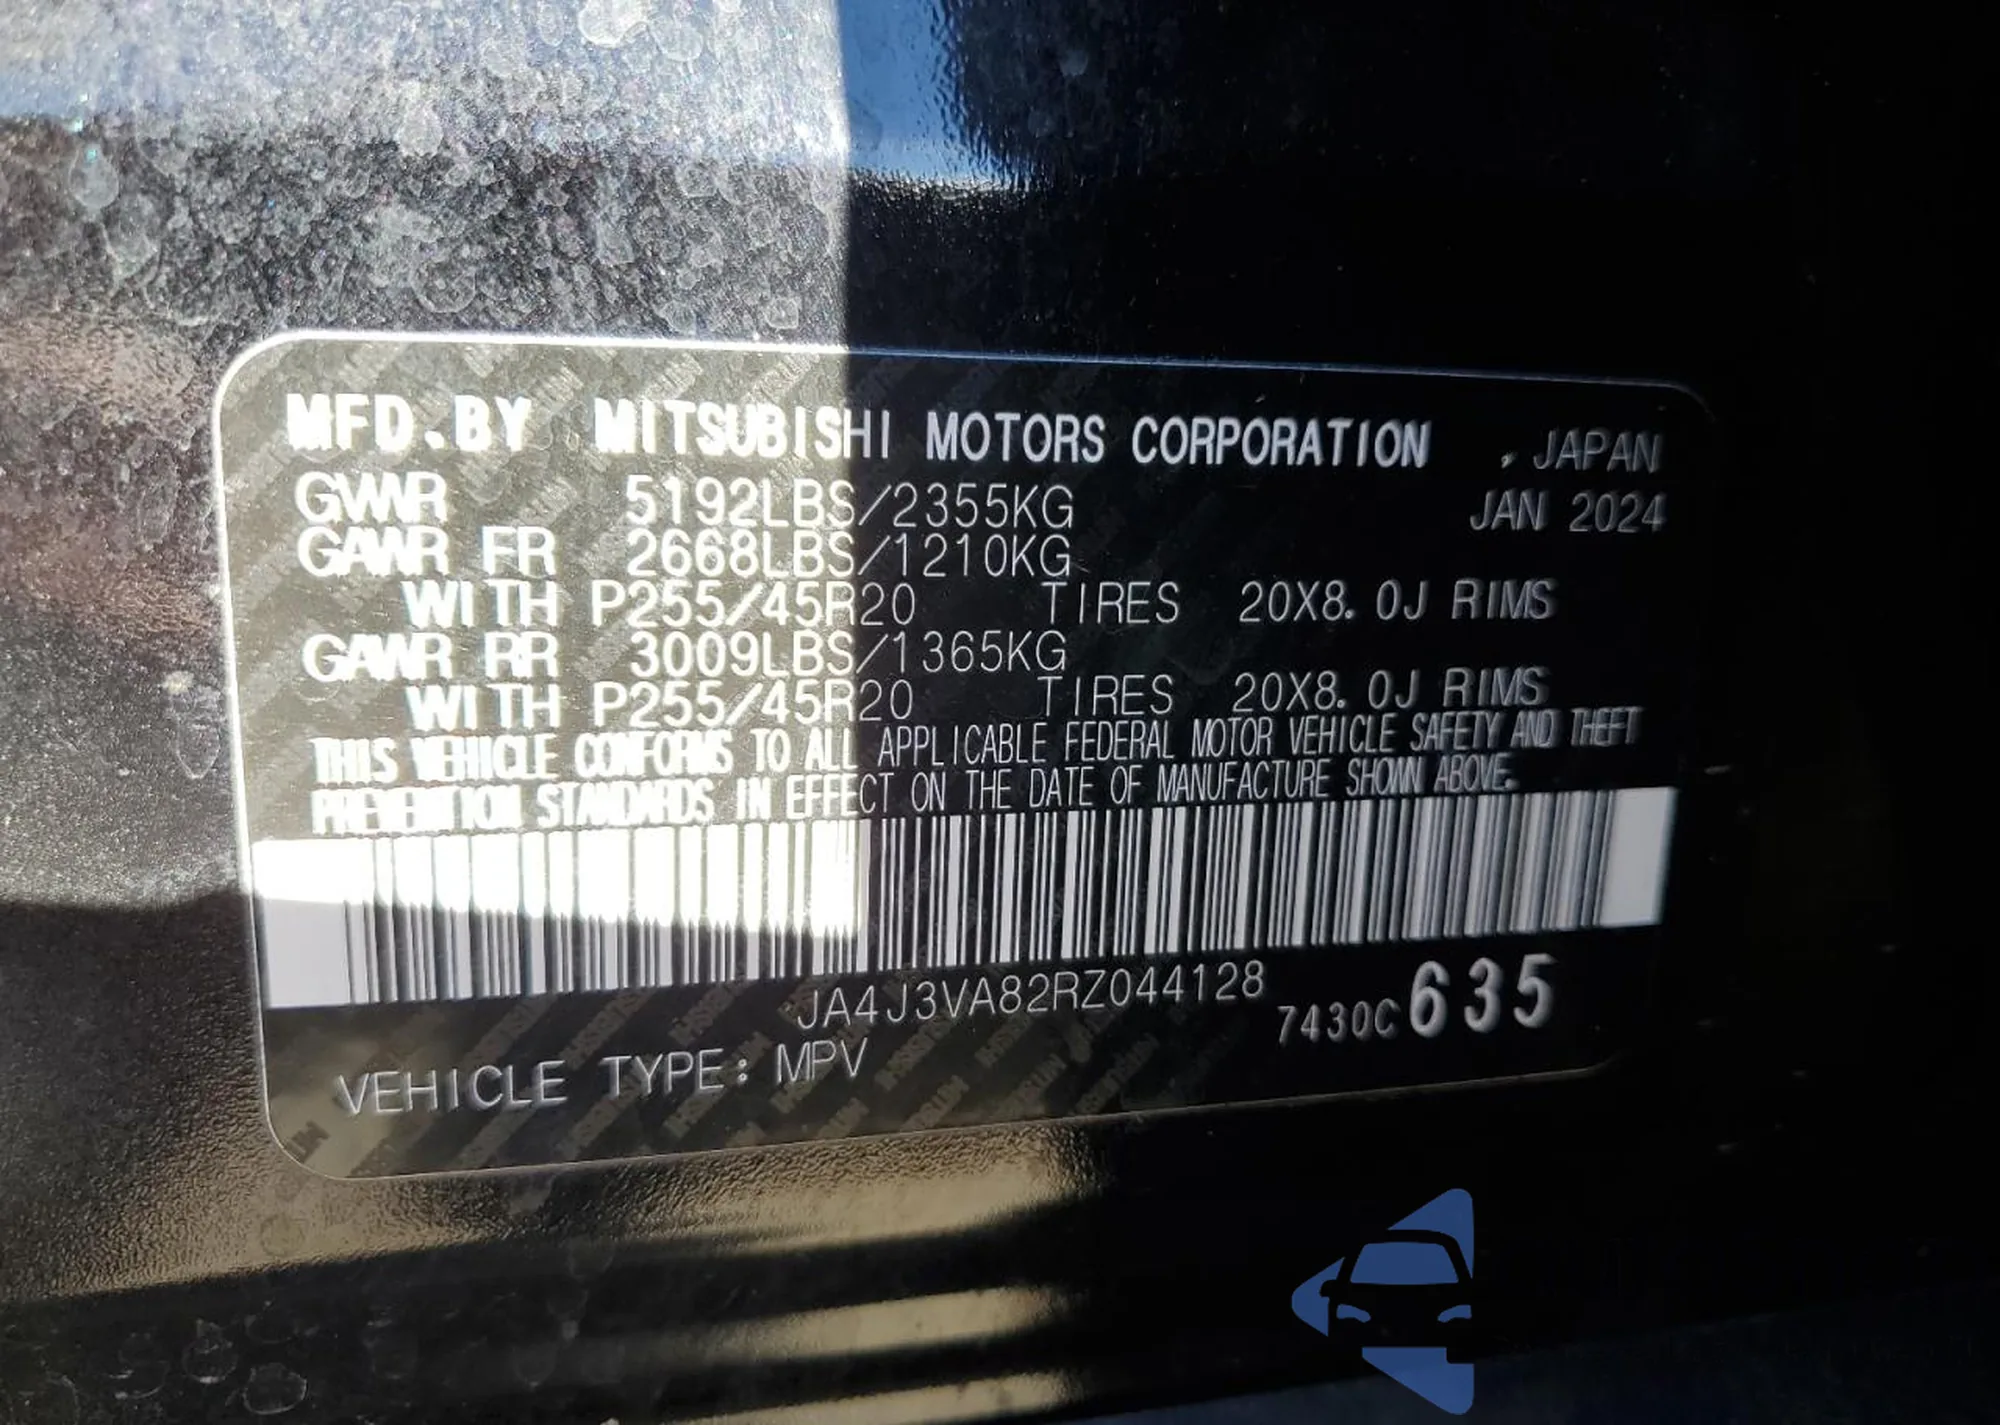 MFD.BY MITSUBISHI MOTORS CORPORATION , JAPAN
GVWR 5192LBS/2355KG JAN 2024
GAWR FR 2668LBS/1210KG
WITH P255/45R20 TIRES 20X8.0J RIMS
GAWR RR 3009LBS/1365KG
WITH P255/45R20 TIRES 20X8.0J RIMS
THIS VEHICLE CONFORMS TO ALL APPLICABLE FEDERAL MOTOR VEHICLE SAFETY AND THEFT
PREVENTION STANDARDS IN EFFECT ON THE DATE OF MANUFACTURE SHOWN ABOVE.
JA4J3VA82RZ044128 7430C635
VEHICLE TYPE: MPV